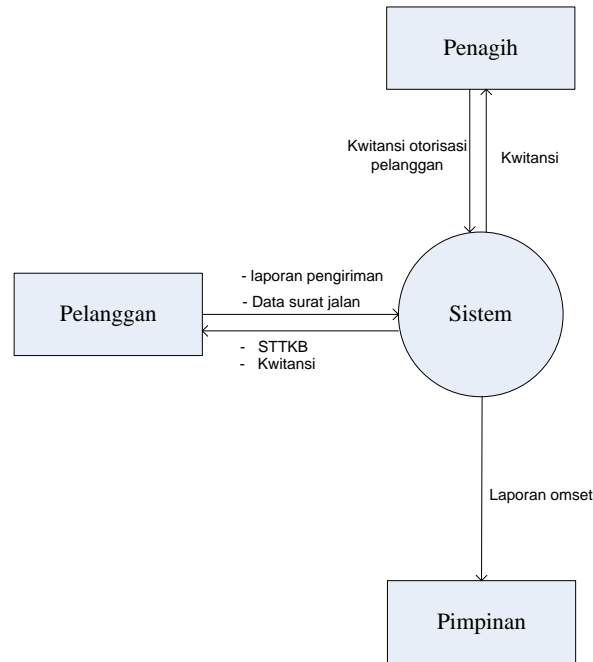 Penagih
Kwitansi otorisasi
pelanggan
Kwitansi
- laporan pengiriman
- Data surat jalan
Pelanggan
Sistem
- STTKB
- Kwitansi
Laporan omset
Pimpinan